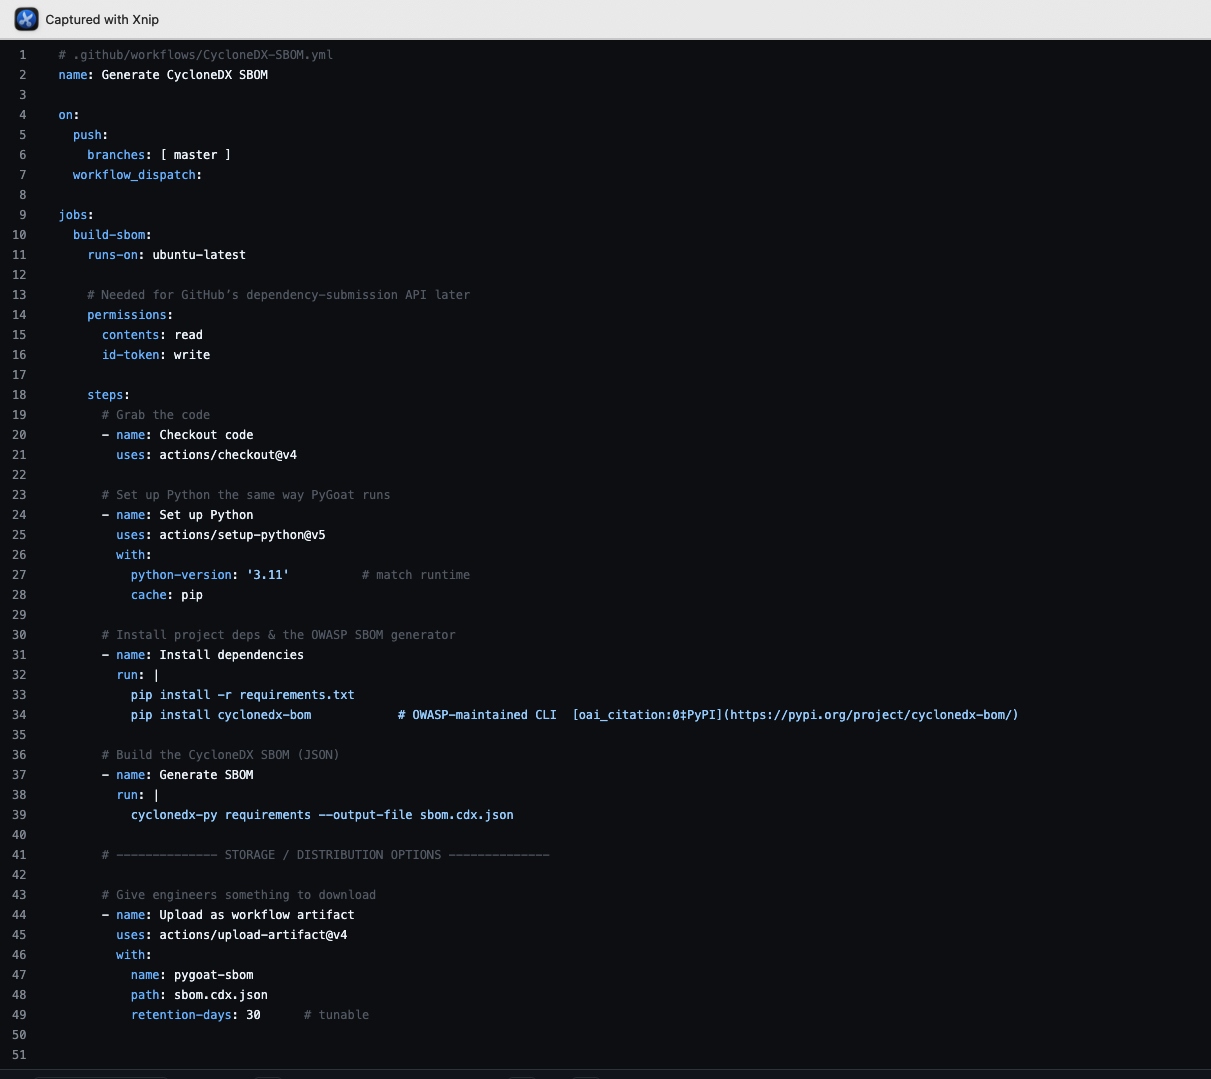 Captured with Xnip
1 # .github/workflows/CycloneDX-SBOM.yml
2 name: Generate CycloneDX SBOM
3
4 on:
5   push:
6     branches: [ master ]
7   workflow_dispatch:
8
9 jobs:
10   build-sbom:
11     runs-on: ubuntu-latest
12
13     # Needed for GitHub’s dependency-submission API later
14     permissions:
15       contents: read
16       id-token: write
17
18     steps:
19       # Grab the code
20       - name: Checkout code
21         uses: actions/checkout@v4
22
23       # Set up Python the same way PyGoat runs
24       - name: Set up Python
25         uses: actions/setup-python@v5
26         with:
27           python-version: '3.11'          # match runtime
28           cache: pip
29
30       # Install project deps & the OWASP SBOM generator
31       - name: Install dependencies
32         run: |
33           pip install -r requirements.txt
34           pip install cyclonedx-bom            # OWASP-maintained CLI  [oai_citation:0‡PyPI](https://pypi.org/project/cyclonedx-bom/)
35
36       # Build the CycloneDX SBOM (JSON)
37       - name: Generate SBOM
38         run: |
39           cyclonedx-py requirements --output-file sbom.cdx.json
40
41       # -------------- STORAGE / DISTRIBUTION OPTIONS --------------
42
43       # Give engineers something to download
44       - name: Upload as workflow artifact
45         uses: actions/upload-artifact@v4
46         with:
47           name: pygoat-sbom
48           path: sbom.cdx.json
49           retention-days: 30      # tunable
50
51